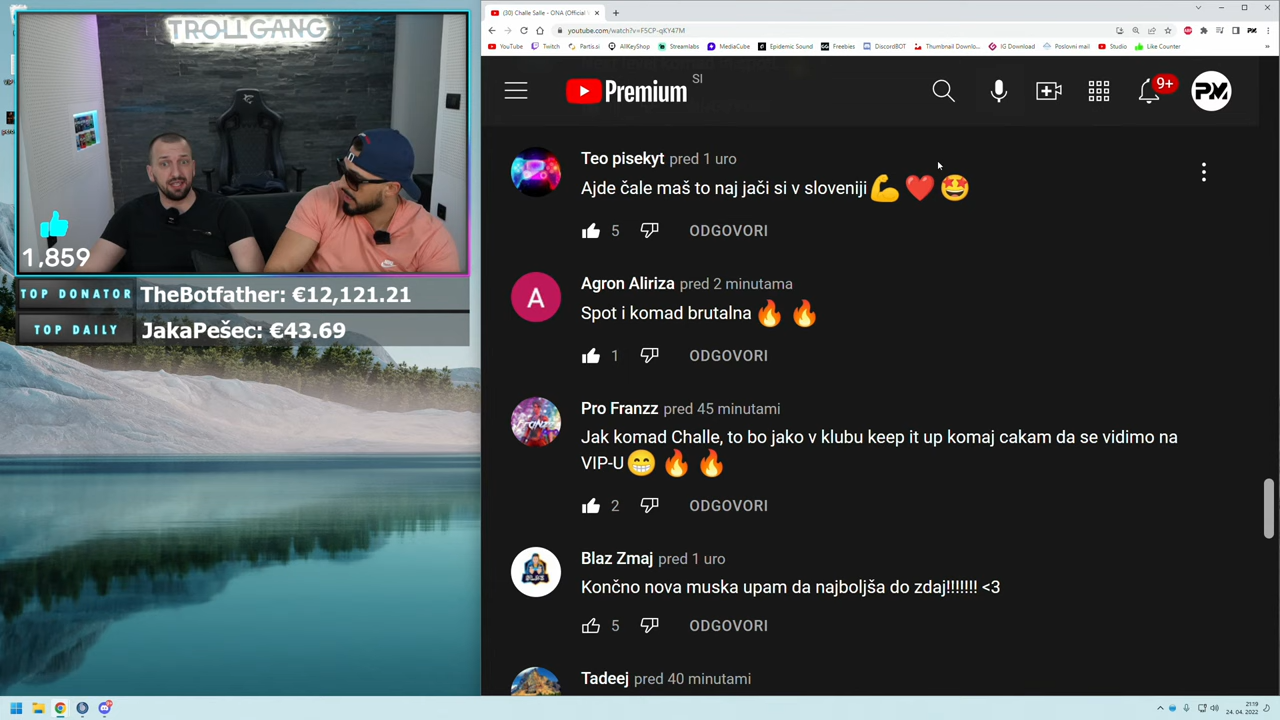 TROLLGANG
1,859
TOP DONATOR
TheBotfather: €12,121.21
TOP DAILY
JakaPešec: €43.69
(30) Challe Salle - ONA (Official
youtube.com/watch?v=F5CP-qKY47M
YouTube
Twitch
Partis.si
AllKeyShop
Streamlabs
MediaCube
Epidemic Sound
Freebies
DiscordBOT
Thumbnail Downlo...
IG Download
Poslovni mail
Studio
Like Counter
Premium
SI
9+
PM
Teo pisekyt pred 1 uro
Ajde čale maš to naj jači si v sloveniji💪❤️🤩
5 ODGOVORI
A
Agron Aliriza pred 2 minutama
Spot i komad brutalna🔥🔥
1 ODGOVORI
Pro Franzz pred 45 minutami
Jak komad Challe, to bo jako v klubu keep it up komaj cakam da se vidimo na
VIP-U😁🔥🔥
2 ODGOVORI
Blaz Zmaj pred 1 uro
Končno nova muska upam da najboljša do zdaj!!!!!!! <3
5 ODGOVORI
Tadeej pred 40 minutami
21:19
24. 04. 2022